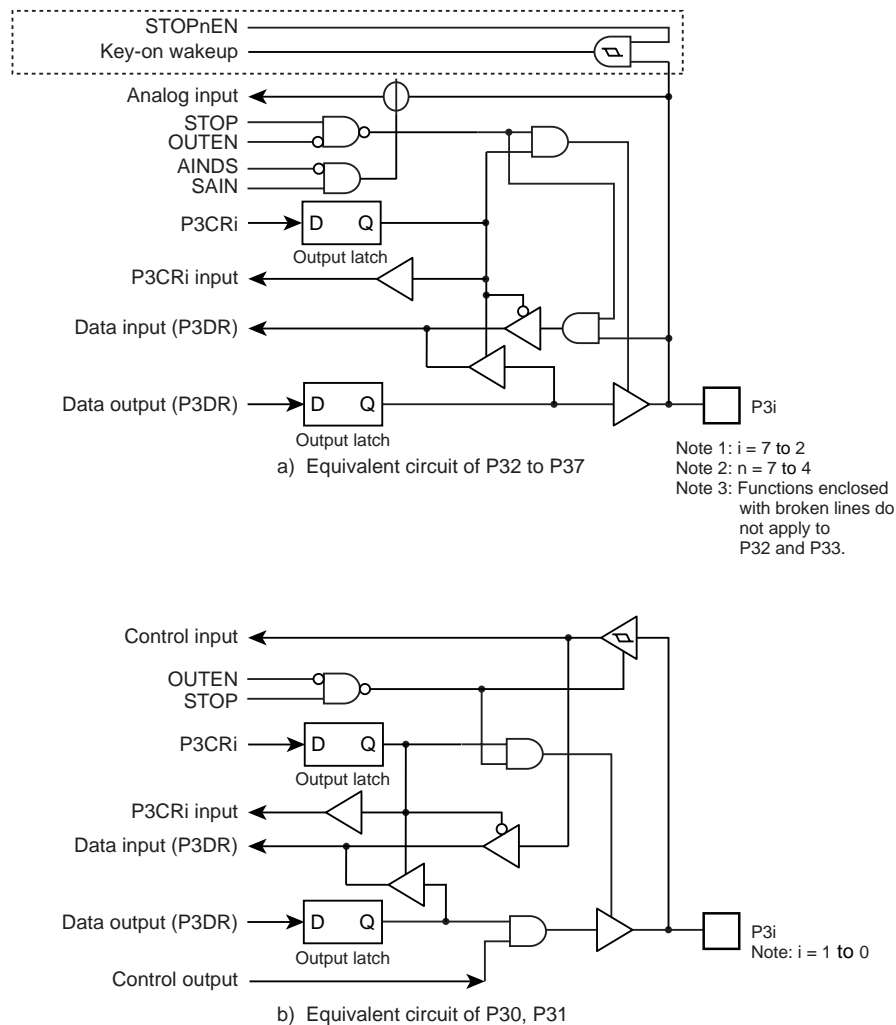 STOPnEN
Key-on wakeup
Analog input
STOP
OUTEN
AINDS
SAIN
P3CRi
D Q
Output latch
P3CRi input
Data input (P3DR)
Data output (P3DR)
D Q
Output latch
P3i
a) Equivalent circuit of P32 to P37
Note 1: i = 7 to 2
Note 2: n = 7 to 4
Note 3: Functions enclosed
with broken lines do
not apply to
P32 and P33.
Control input
OUTEN
STOP
P3CRi
D Q
Output latch
P3CRi input
Data input (P3DR)
Data output (P3DR)
D Q
Output latch
P3i
Note: i = 1 to 0
Control output
b) Equivalent circuit of P30, P31